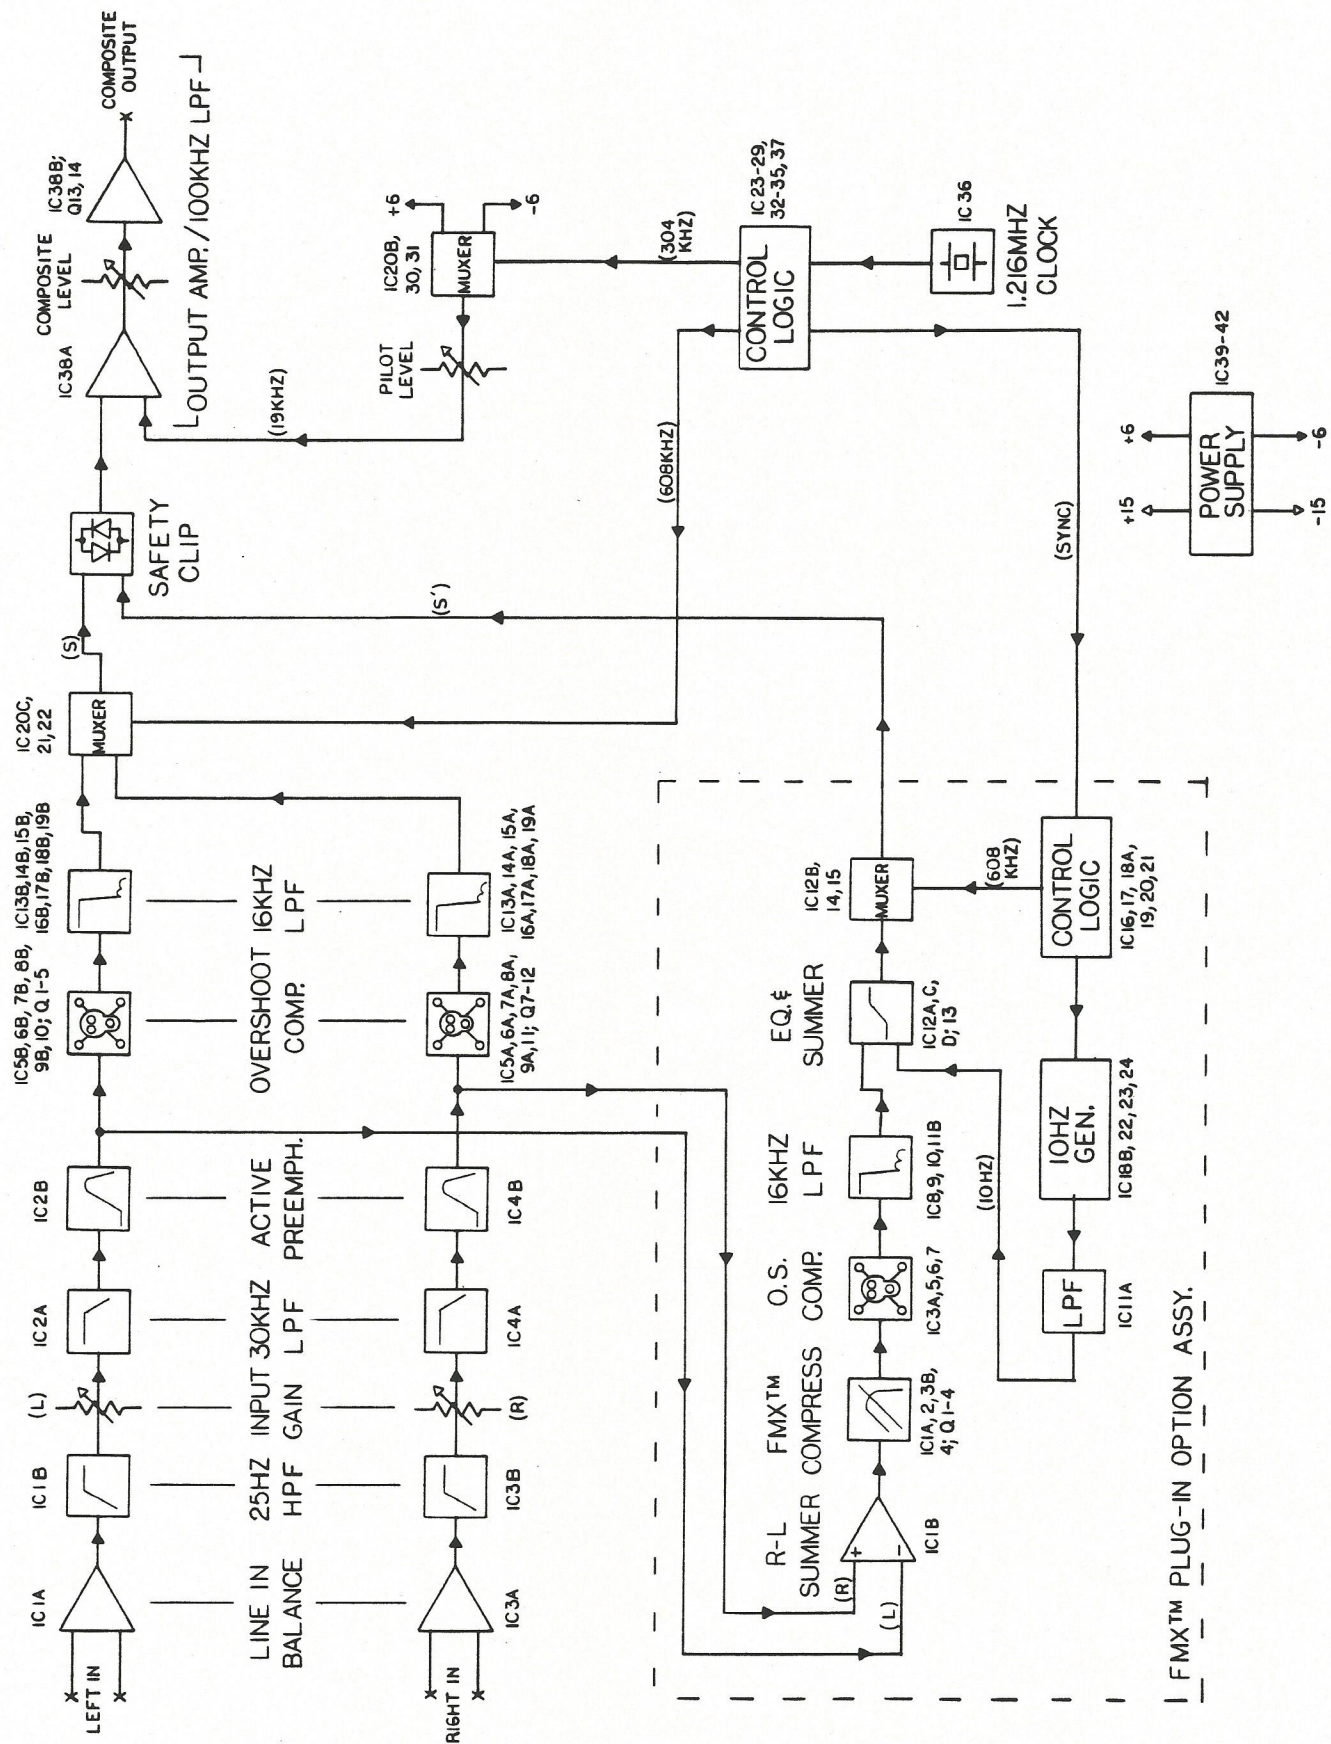 LEFT IN
IC1A
IC1B
(L)
IC2A
IC2B
IC5B, 6B, 7B, 8B,
9B, 10; Q 1-5
IC13B, 14B, 15B,
16B, 17B, 18B, 19B
IC20C,
21, 22
MUXER
(S)
SAFETY
CLIP
IC38A
COMPOSITE
LEVEL
IC38B;
Q13, 14
COMPOSITE
OUTPUT
OUTPUT AMP./100KHZ LPF
LINE IN
BALANCE
25HZ
HPF
INPUT
GAIN
30KHZ
LPF
ACTIVE
PREEMPH.
OVERSHOOT
COMP.
16KHZ
LPF
(19KHZ)
PILOT
LEVEL
IC20B,
30, 31
MUXER
+6
-6
RIGHT IN
IC3A
IC3B
(R)
IC4A
IC4B
IC5A, 6A, 7A, 8A,
9A, 11; Q7-12
IC13A, 14A, 15A,
16A, 17A, 18A, 19A
(S')
(608KHZ)
(304
KHZ)
CONTROL
LOGIC
IC23-29,
32-35, 37
IC36
1.216MHZ
CLOCK
(SYNC)
R-L
SUMMER
FMX™
COMPRESS
O.S.
COMP.
16KHZ
LPF
EQ.&
SUMMER
IC12B,
14, 15
MUXER
(R)
+
-
(L)
IC1B
IC1A, 2, 3B,
4; Q 1-4
IC3A, 5, 6, 7
IC8, 9, 10, 11B
IC12A, C,
D; 13
(10HZ)
(608
KHZ)
LPF
IC11A
10HZ
GEN.
IC18B, 22, 23, 24
CONTROL
LOGIC
IC16, 17, 18A,
19, 20, 21
FMX™ PLUG-IN OPTION ASSY.
+15
+6
POWER
SUPPLY
IC39-42
-15
-6